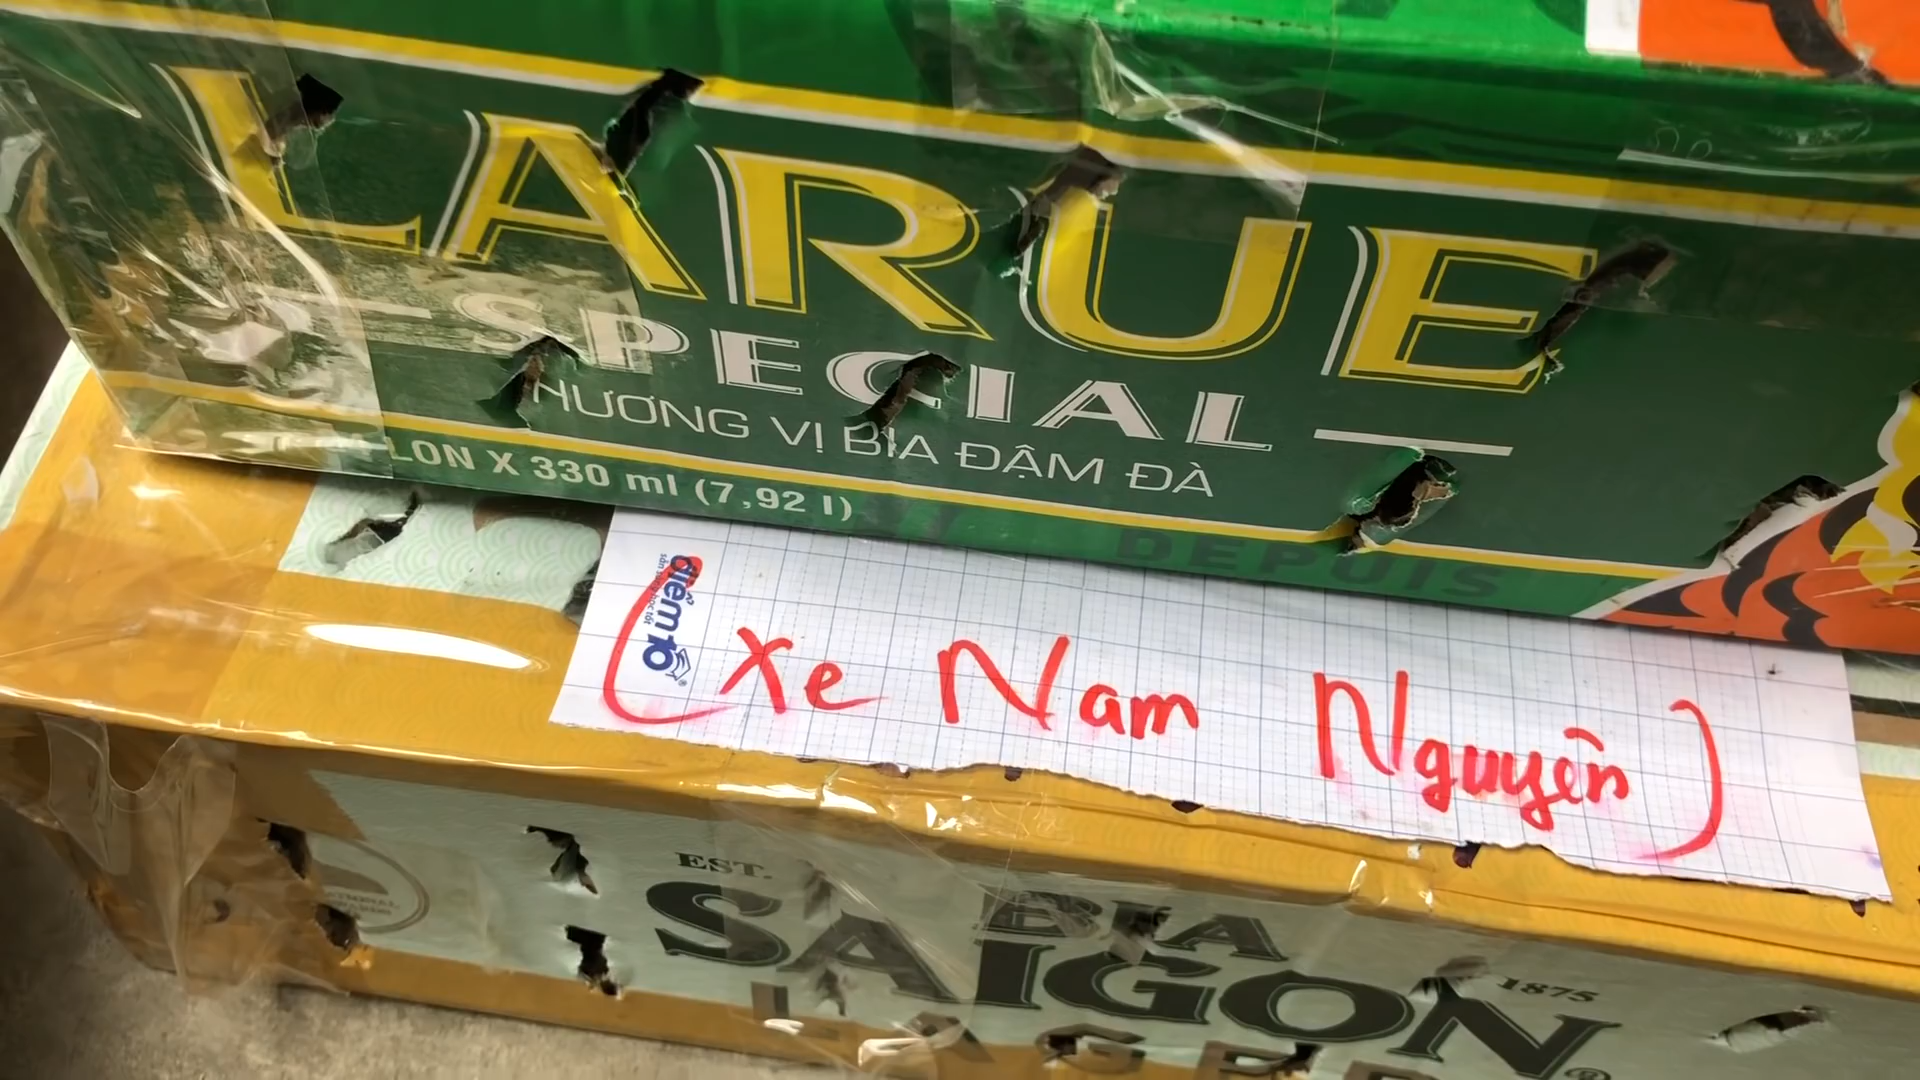 LARUE
SPECIAL
HƯƠNG VỊ BIA ĐẬM ĐÀ
LON X 330 ml (7,92 l)
DEPUIS
điểm 10
(Xe Nam Nguyên)
EST.
BIA
SAIGON
1875
LAGER